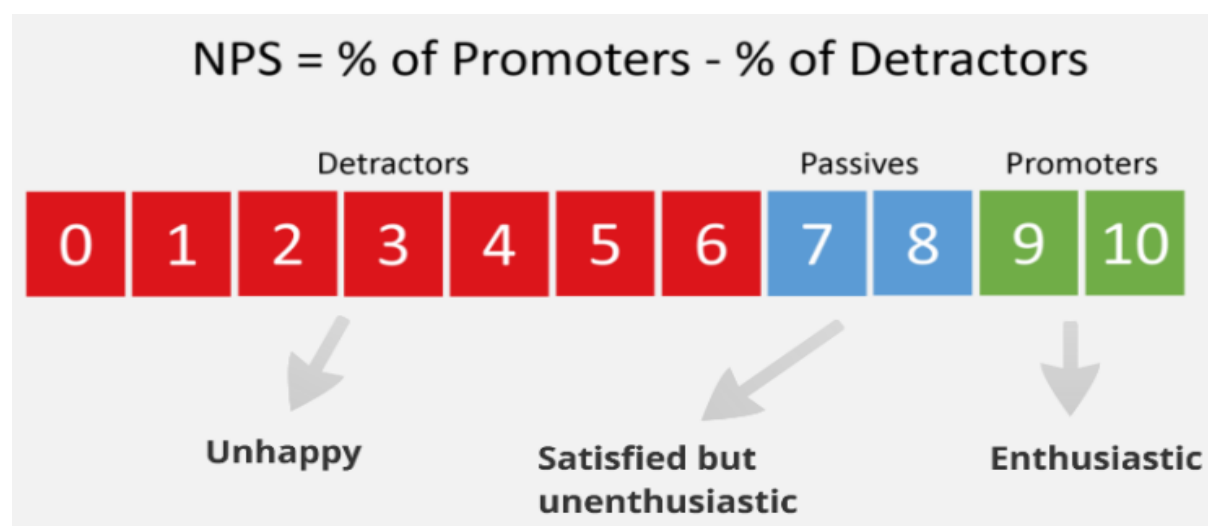 NPS = % of Promoters - % of Detractors
Detractors Passives Promoters
0 1 2 3 4 5 6 7 8 9 10
Unhappy
Satisfied but
unenthusiastic
Enthusiastic